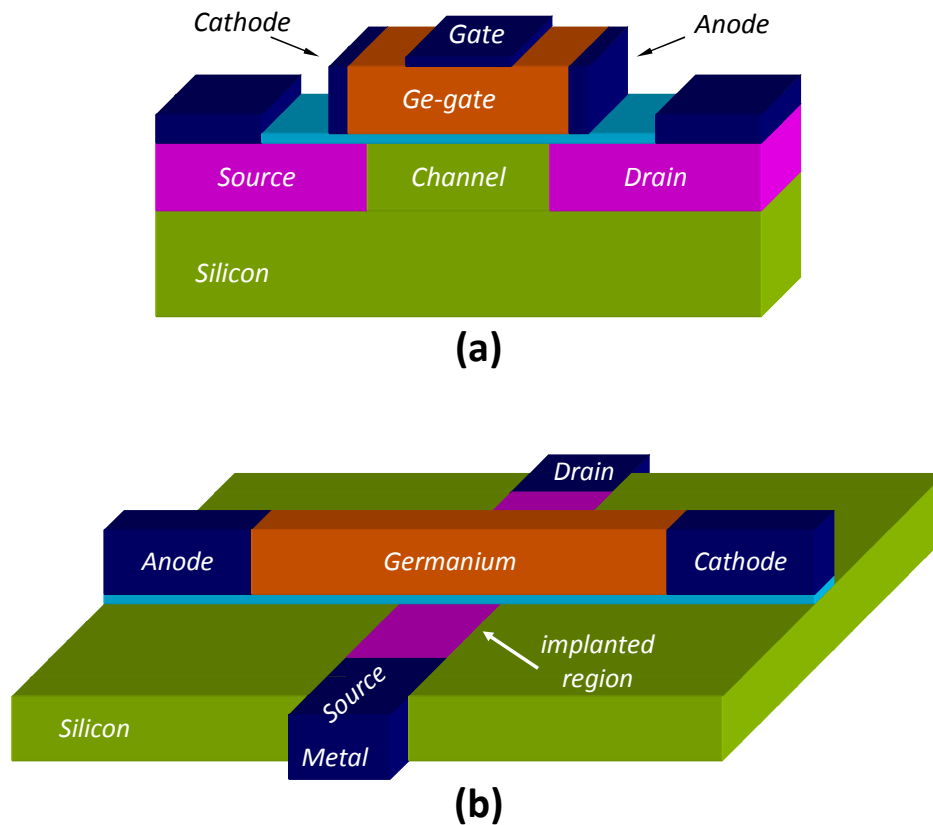 Cathode
Gate
Anode
Ge-gate
Source
Channel
Drain
Silicon
(a)
Drain
Anode
Germanium
Cathode
implanted
region
Source
Silicon
Metal
(b)